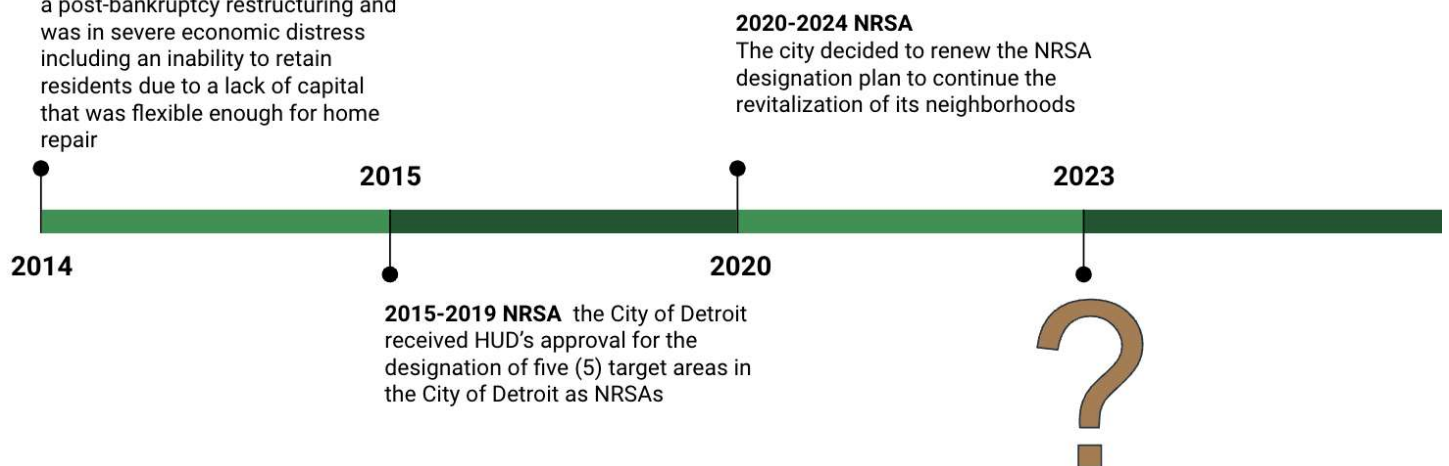 a post-bankruptcy restructuring and
was in severe economic distress
including an inability to retain
residents due to a lack of capital
that was flexible enough for home
repair
2020-2024 NRSA
The city decided to renew the NRSA
designation plan to continue the
revitalization of its neighborhoods
2015
2023
2014
2020
2015-2019 NRSA the City of Detroit
received HUD’s approval for the
designation of five (5) target areas in
the City of Detroit as NRSAs
?